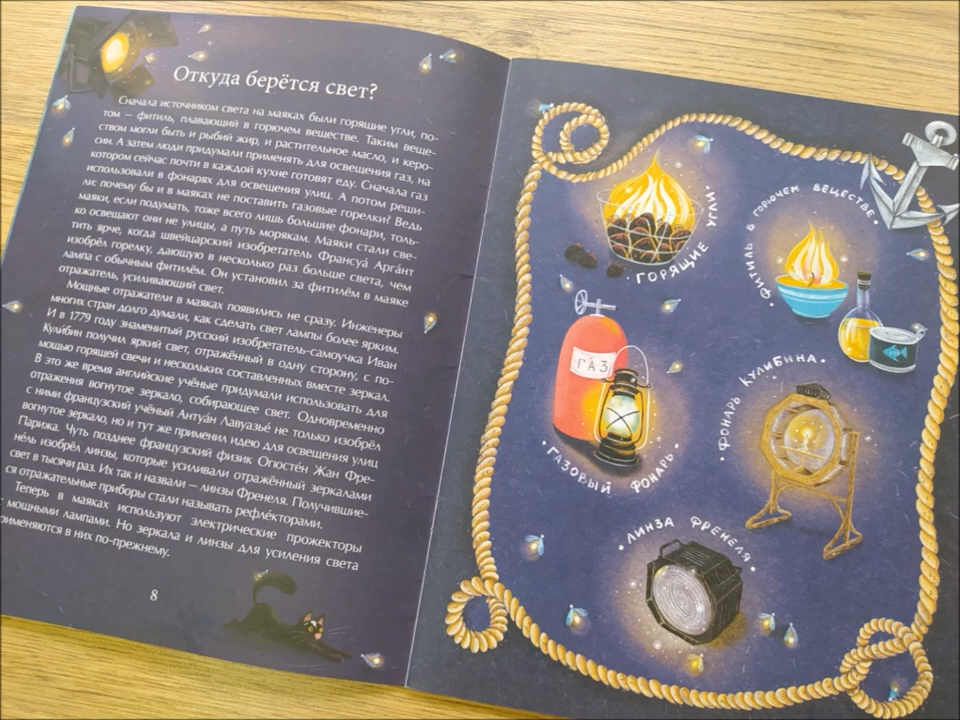 Откуда берётся свет?
Сначала источником света на маяках были горящие угли, по-
том — фитиль, плавающий в горючем веществе. Таким веще-
ством могли быть и рыбий жир, и растительное масло, и керо-
син. А затем люди придумали применять для освещения газ, на
котором сейчас почти в каждой кухне готовят еду. Сначала газ
использовали в фонарях для освещения улиц. А потом реши-
ли: почему бы и в маяках не поставить газовые горелки? Ведь
маяки, если подумать, тоже всего лишь большие фонари, толь-
ко освещают они не улицы, а путь морякам. Маяки стали све-
тить ярче, когда швейцарский изобретатель Франсуа́ Арга́нт
изобрёл горелку, дающую в несколько раз больше света, чем
лампа с обычным фитилём. Он установил за фитилём в маяке
отражатель, усиливающий свет.
Мощные отражатели в маяках появились не сразу. Инженеры
многих стран долго думали, как сделать свет лампы более ярким.
И в 1779 году знаменитый русский изобретатель-самоучка Иван
Кули́бин получил яркий свет, отражённый в одну сторону, с по-
мощью горящей свечи и нескольких составленных вместе зеркал.
В это же время английские учёные придумали использовать для
отражения вогнутое зеркало, собирающее свет. Одновременно
с ними французский учёный Антуа́н Лавуазье́ не только изобрёл
вогнутое зеркало, но и тут же применил идею для освещения улиц
Парижа. Чуть позднее французский физик Огюсте́н Жан Фре-
не́ль изобрёл линзы, которые усиливали отражённый зеркалами
свет в тысячи раз. Их так и назвали — линзы Френеля. Получившие-
ся отражательные приборы стали называть рефле́кторами.
Теперь в маяках используют электрические прожекторы
с мощными лампами. Но зеркала и линзы для усиления света
применяются в них по-прежнему.
8
ГОРЯЩИЕ УГЛИ
ФИТИЛЬ В ГОРЮЧЕМ ВЕЩЕСТВЕ
ГАЗ
ГАЗОВЫЙ ФОНАРЬ
ФОНАРЬ КУЛИБИНА
ЛИНЗА ФРЕНЕЛЯ